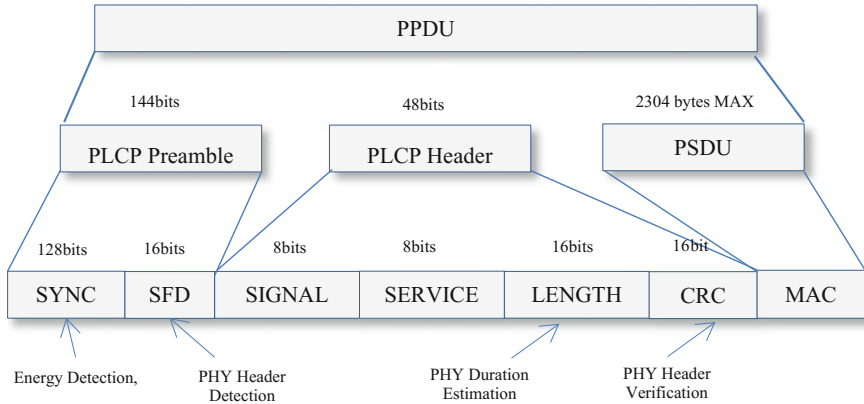 PPDU
144bits
48bits
2304 bytes MAX
PLCP Preamble
PLCP Header
PSDU
128bits
16bits
8bits
8bits
16bits
16bit
SYNC
SFD
SIGNAL
SERVICE
LENGTH
CRC
MAC
Energy Detection,
PHY Header
Detection
PHY Duration
Estimation
PHY Header
Verification